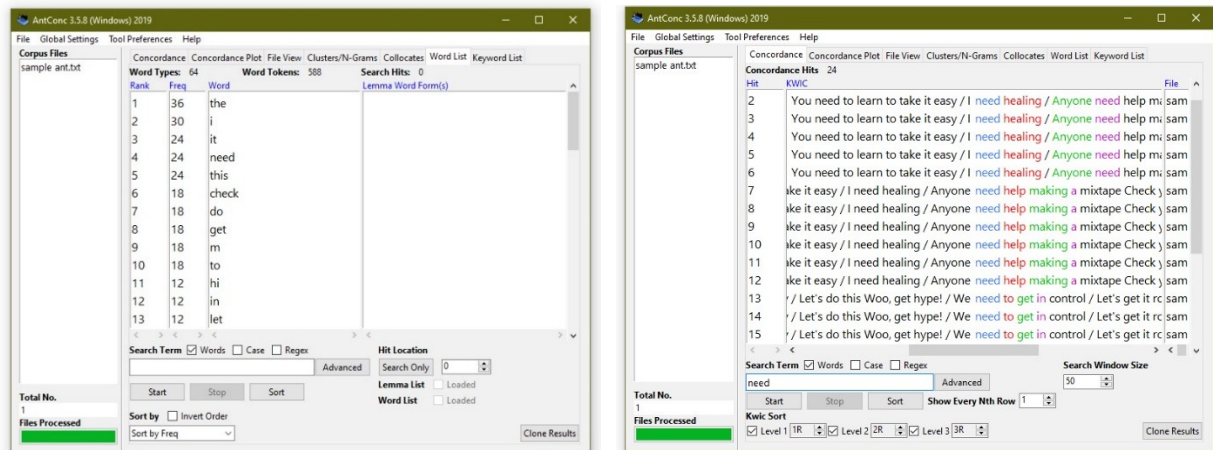 AntConc 3.5.8 (Windows) 2019
File Global Settings Tool Preferences Help
Corpus Files
sample ant.txt
Concordance Concordance Plot File View Clusters/N-Grams Collocates Word List Keyword List
Word Types: 64 Word Tokens: 588 Search Hits: 0
Rank Freq Word Lemma Word Form(s)
1 36 the
2 30 i
3 24 it
4 24 need
5 24 this
6 18 check
7 18 do
8 18 get
9 18 m
10 18 to
11 12 hi
12 12 in
13 12 let
Search Term Words Case Regex Hit Location
Advanced Search Only 0
Start Stop Sort Lemma List Loaded
Word List Loaded
Total No.
1
Files Processed
Sort by Invert Order
Sort by Freq Clone Results
AntConc 3.5.8 (Windows) 2019
File Global Settings Tool Preferences Help
Corpus Files
sample ant.txt
Concordance Concordance Plot File View Clusters/N-Grams Collocates Word List Keyword List
Concordance Hits 24
Hit KWIC File
2 You need to learn to take it easy / I need healing / Anyone need help ma sam
3 You need to learn to take it easy / I need healing / Anyone need help ma sam
4 You need to learn to take it easy / I need healing / Anyone need help ma sam
5 You need to learn to take it easy / I need healing / Anyone need help ma sam
6 You need to learn to take it easy / I need healing / Anyone need help ma sam
7 ake it easy / I need healing / Anyone need help making a mixtape Check y sam
8 ake it easy / I need healing / Anyone need help making a mixtape Check y sam
9 ake it easy / I need healing / Anyone need help making a mixtape Check y sam
10 ake it easy / I need healing / Anyone need help making a mixtape Check y sam
11 ake it easy / I need healing / Anyone need help making a mixtape Check y sam
12 ake it easy / I need healing / Anyone need help making a mixtape Check y sam
13 / Let's do this Woo, get hype! / We need to get in control / Let's get it ro sam
14 / Let's do this Woo, get hype! / We need to get in control / Let's get it ro sam
15 / Let's do this Woo, get hype! / We need to get in control / Let's get it ro sam
Search Term Words Case Regex Search Window Size
need Advanced 50
Start Stop Sort Show Every Nth Row 1
Total No.
1
Files Processed
Kwic Sort
Level 1 1R Level 2 2R Level 3 3R Clone Results